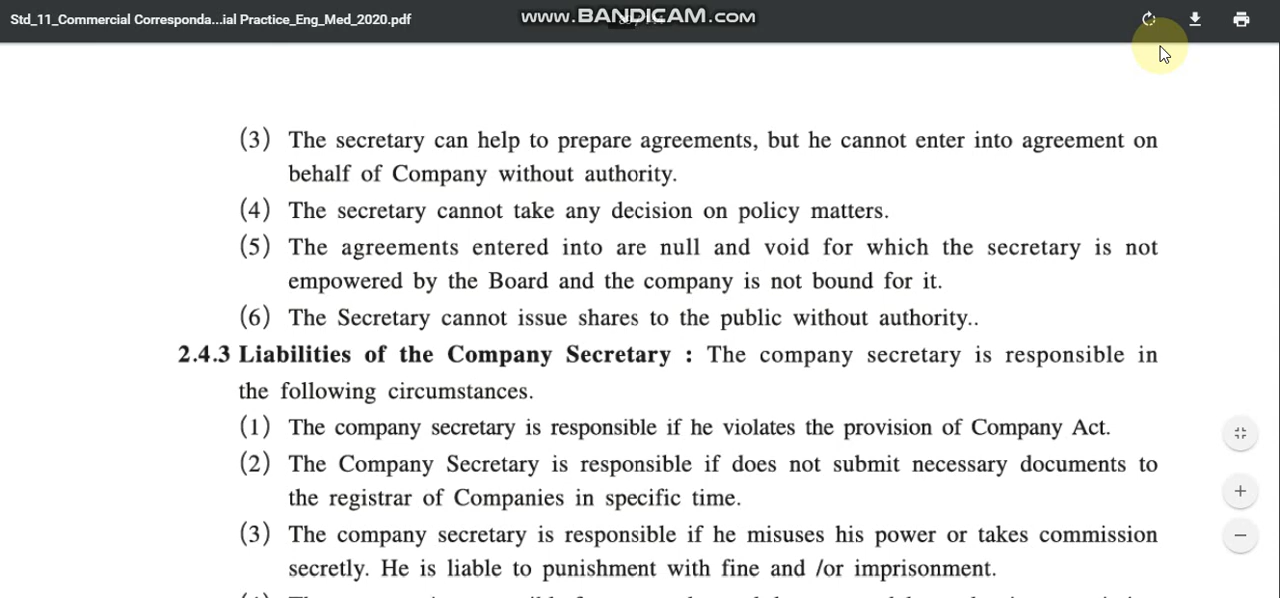 Std_11_Commercial Corresponda...ial Practice_Eng_Med_2020.pdf
www.BANDICAM.com
(3) The secretary can help to prepare agreements, but he cannot enter into agreement on
behalf of Company without authority.
(4) The secretary cannot take any decision on policy matters.
(5) The agreements entered into are null and void for which the secretary is not
empowered by the Board and the company is not bound for it.
(6) The Secretary cannot issue shares to the public without authority..
2.4.3 Liabilities of the Company Secretary : The company secretary is responsible in
the following circumstances.
(1) The company secretary is responsible if he violates the provision of Company Act.
(2) The Company Secretary is responsible if does not submit necessary documents to
the registrar of Companies in specific time.
(3) The company secretary is responsible if he misuses his power or takes commission
secretly. He is liable to punishment with fine and /or imprisonment.